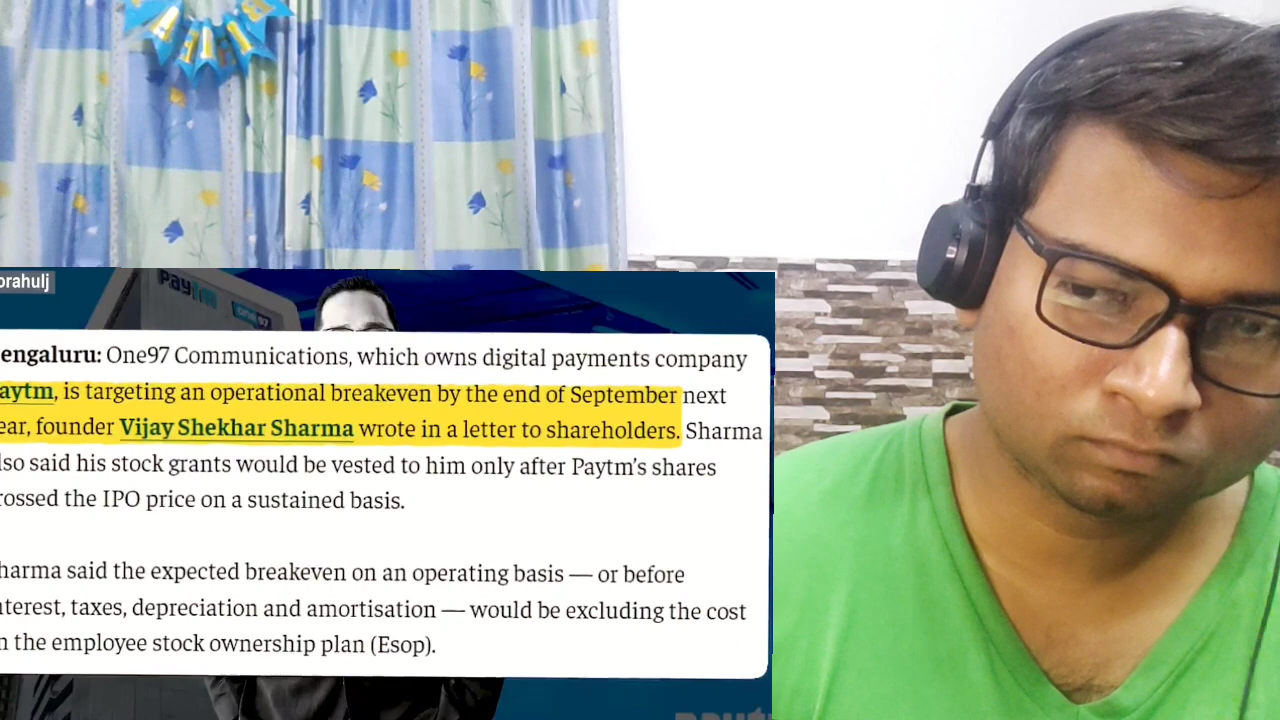 orahulj
Paytm
ONE 97
engaluru: One97 Communications, which owns digital payments company
aytm, is targeting an operational breakeven by the end of September next
ear, founder Vijay Shekhar Sharma wrote in a letter to shareholders. Sharma
lso said his stock grants would be vested to him only after Paytm's shares
rossed the IPO price on a sustained basis.
harma said the expected breakeven on an operating basis — or before
nterest, taxes, depreciation and amortisation — would be excluding the cost
n the employee stock ownership plan (Esop).